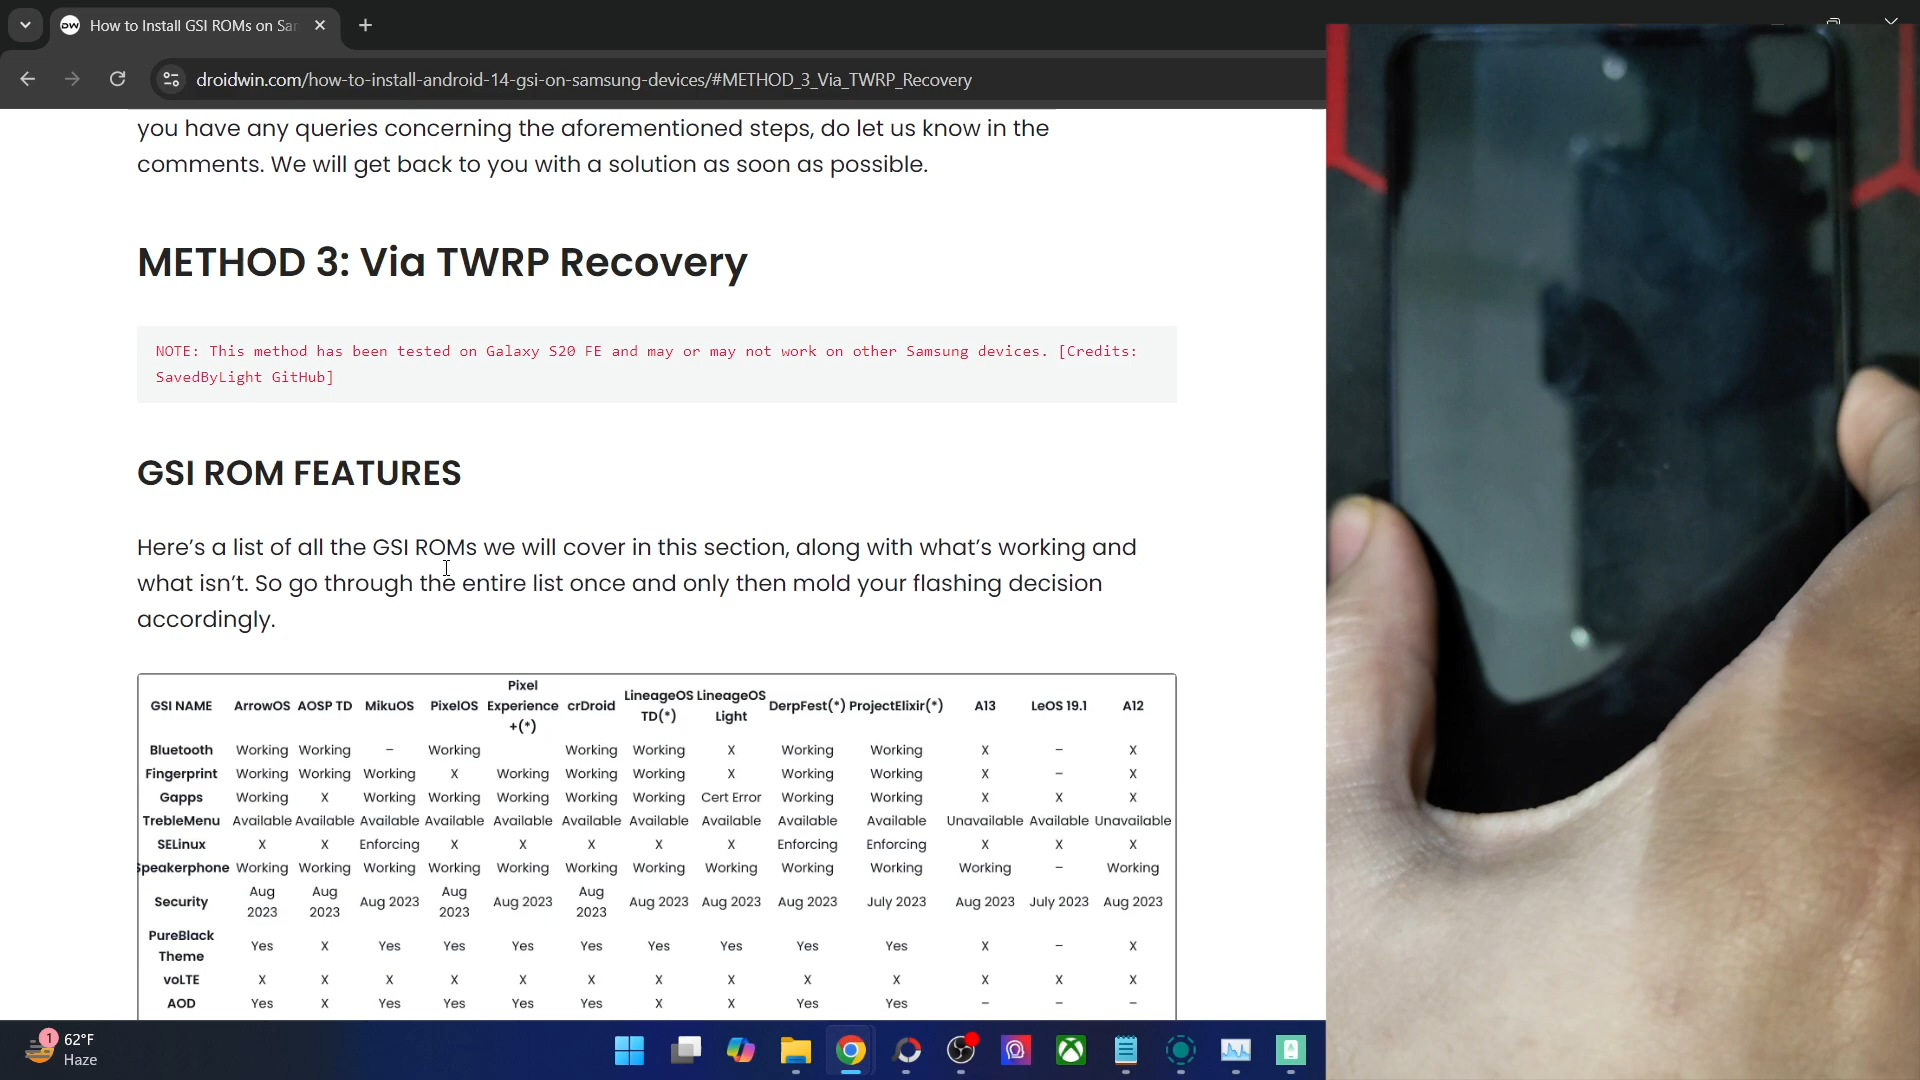 How to Install GSI ROMs on Sar
droidwin.com/how-to-install-android-14-gsi-on-samsung-devices/#METHOD_3_Via_TWRP_Recovery
you have any queries concerning the aforementioned steps, do let us know in the
comments. We will get back to you with a solution as soon as possible.
METHOD 3: Via TWRP Recovery
NOTE: This method has been tested on Galaxy S20 FE and may or may not work on other Samsung devices. [Credits:
SavedByLight GitHub]
GSI ROM FEATURES
Here's a list of all the GSI ROMs we will cover in this section, along with what's working and
what isn't. So go through the entire list once and only then mold your flashing decision
accordingly.
GSI NAME ArrowOS AOSP TD MikuOS PixelOS Pixel Experience +(*) crDroid LineageOS TD(*) LineageOS Light DerpFest(*) ProjectElixir(*) A13 LeOS 19.1 A12
Bluetooth Working Working – Working Working Working X Working Working X – X
Fingerprint Working Working Working X Working Working Working X Working Working X – X
Gapps Working X Working Working Working Working Working Cert Error Working Working X X X
TrebleMenu Available Available Available Available Available Available Available Available Available Available Unavailable Available Unavailable
SELinux X X Enforcing X X X X X Enforcing Enforcing X X X
Speakerphone Working Working Working Working Working Working Working Working Working Working Working – Working
Security Aug 2023 Aug 2023 Aug 2023 Aug 2023 Aug 2023 Aug 2023 Aug 2023 Aug 2023 Aug 2023 July 2023 Aug 2023 July 2023 Aug 2023
PureBlack Theme Yes X Yes Yes Yes Yes Yes Yes Yes Yes X – X
voLTE X X X X X X X X X X X X X
AOD Yes X Yes Yes Yes Yes X X Yes Yes – – –
1
62°F
Haze